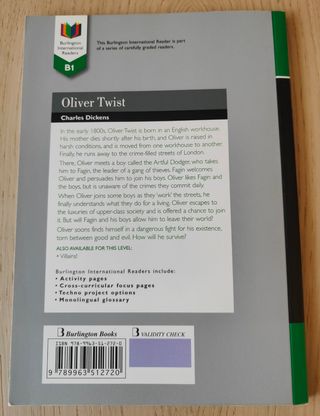 Burlington
International
Readers
B1
This Burlington International Reader is part
of a series of carefully graded readers.
Oliver Twist
Charles Dickens
In the early 1800s, Oliver Twist is born in an English workhouse.
His mother dies shortly after his birth, and Oliver is raised in
harsh conditions, and is moved from one workhouse to another.
Finally, he runs away to the crime-filled streets of London.
There, Oliver meets a boy called the Artful Dodger, who takes
him to Fagin, the leader of a gang of thieves. Fagin welcomes
Oliver and persuades him to join his boys. Oliver likes Fagin and
the boys, but is unaware of the crimes they commit daily.
When Oliver joins some boys as they 'work' the streets, he
finally understands what they do for a living. Oliver escapes to
the luxuries of upper-class society and is offered a chance to join
it. But will Fagin and his boys allow him to leave their world?
Oliver soons finds himself in a dangerous fight for his existence,
torn between good and evil. How will he survive?
ALSO AVAILABLE FOR THIS LEVEL:
• Villains!
Burlington International Readers include:
• Activity pages
• Cross-curricular focus pages
• Techno project options
• Monolingual glossary
B Burlington Books
B VALIDITY CHECK
ISBN 978-9963-51-272-0
9 789963 512720